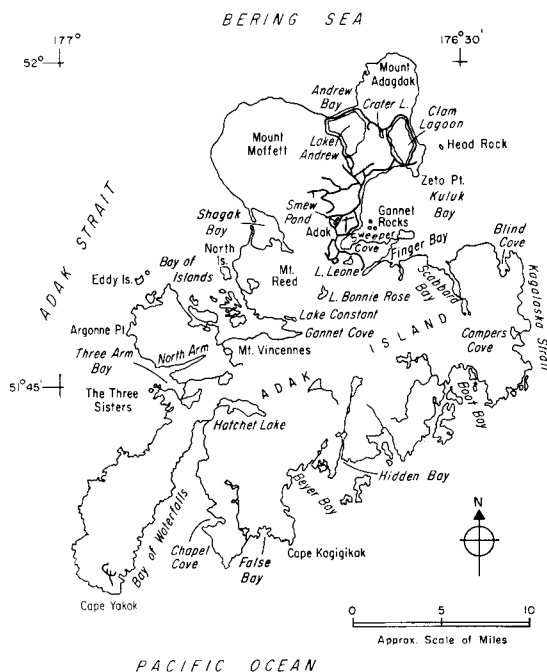 BERING SEA
177°
176°30'
52°
Mount
Adagdak
Andrew
Bay
Crater L.
Clam
Lagoon
Mount
Moffett
Lake
Andrew
Head Rock
Zeto Pt.
Kuluk
Bay
ADAK STRAIT
Shagak
Bay
Smew
Pond
Gannet
Rocks
Adak
Sweeper
Cove
Finger Bay
Blind
Cove
North
Is.
Mt.
Reed
L. Leone
Scabbard
Bay
Kagalaska Strait
Eddy Is.
Bay of
Islands
L. Bonnie Rose
Lake Constant
Argonne Pt.
Gannet Cove
Campers
Cove
Three Arm
Bay
North Arm
Mt. Vincennes
ADAK ISLAND
51°45'
The Three
Sisters
Boot Bay
Hatchet Lake
Hidden Bay
Beyer Bay
Bay of Waterfalls
Chapel
Cove
False
Bay
Cape Kagigikak
Cape Yakak
N
0 5 10
Approx. Scale of Miles
PACIFIC OCEAN